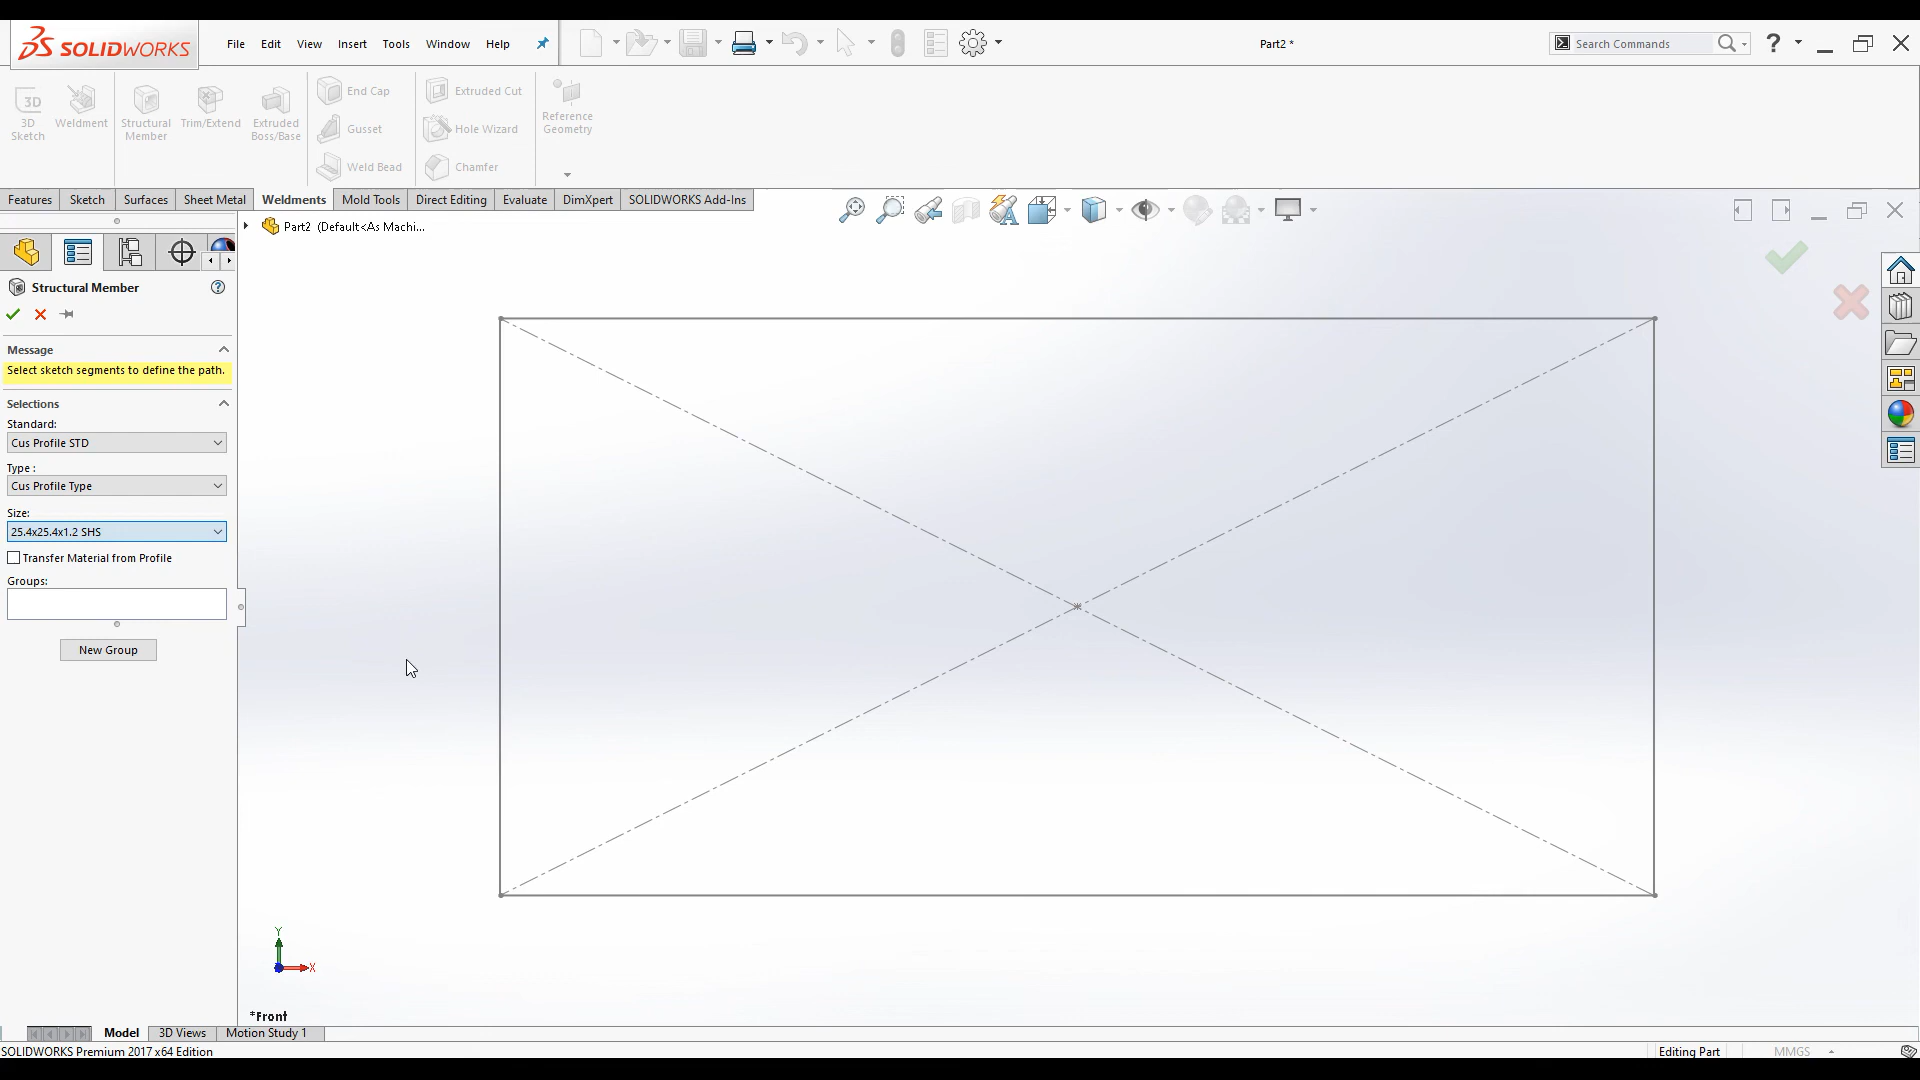 SOLIDWORKS
File Edit View Insert Tools Window Help
Part2 *
Search Commands
3D Sketch
Weldment
Structural Member
Trim/Extend
Extruded Boss/Base
End Cap
Gusset
Weld Bead
Extruded Cut
Hole Wizard
Chamfer
Reference Geometry
Features Sketch Surfaces Sheet Metal Weldments Mold Tools Direct Editing Evaluate DimXpert SOLIDWORKS Add-Ins
Part2 (Default<As Machi...
Structural Member
Message
Select sketch segments to define the path.
Selections
Standard:
Cus Profile STD
Type :
Cus Profile Type
Size:
25.4x25.4x1.2 SHS
Transfer Material from Profile
Groups:
New Group
Y
X
*Front
Model 3D Views Motion Study 1
SOLIDWORKS Premium 2017 x64 Edition
Editing Part
MMGS